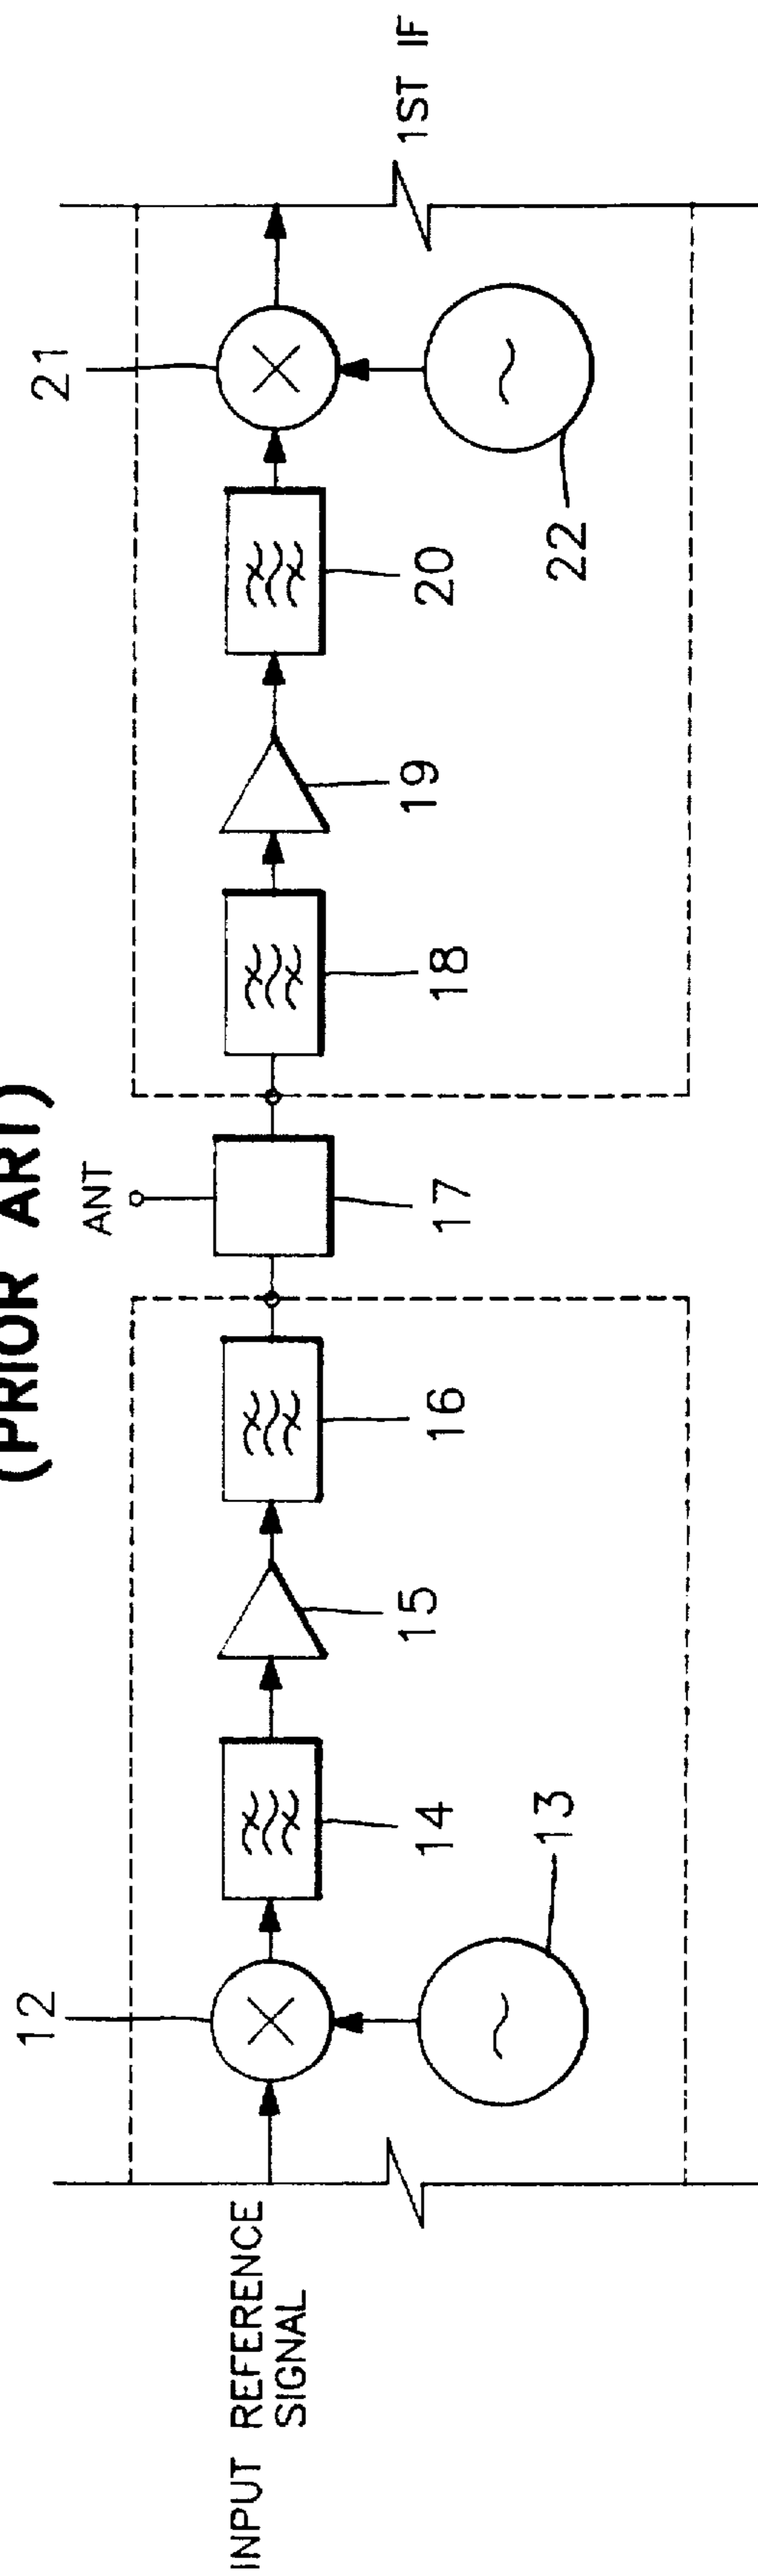 (PRIOR ART)
ANT
INPUT REFERENCE
SIGNAL
12
13
14
15
16
17
18
19
20
21
22
1ST IF